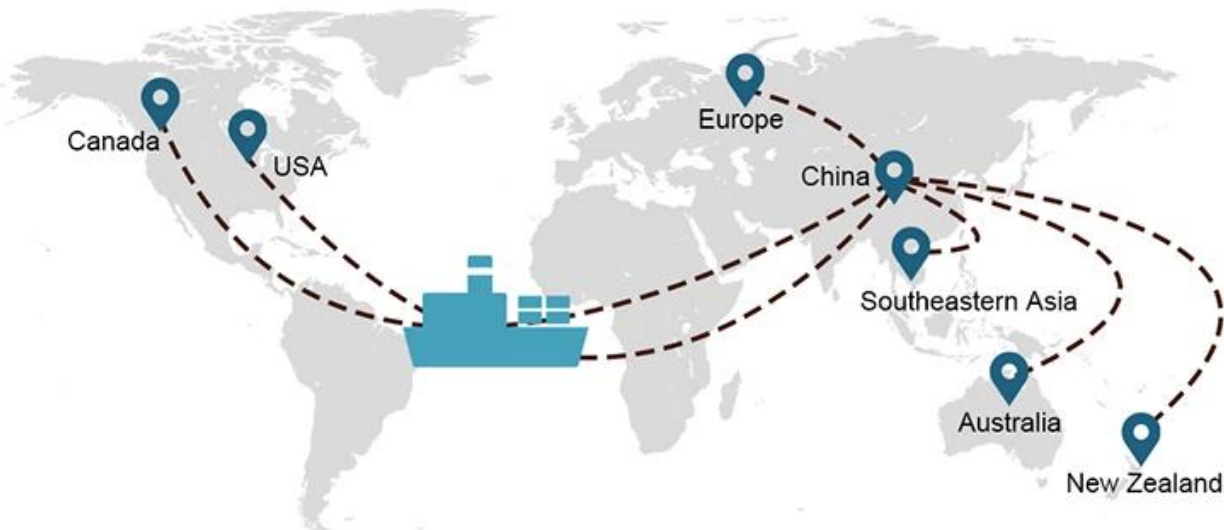 Canada
USA
Europe
China
Southeastern Asia
Australia
New Zealand